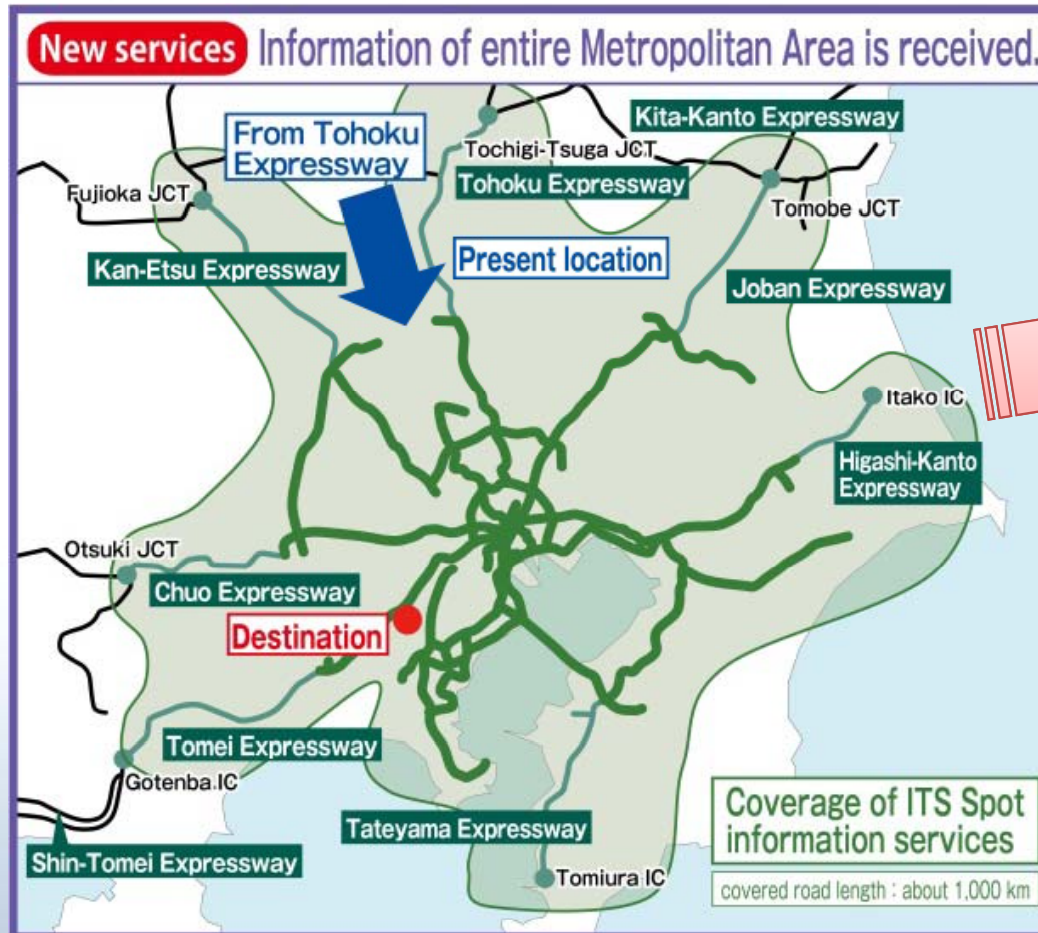 New services Information of entire Metropolitan Area is received.
From Tohoku
Expressway
Kita-Kanto Expressway
Tochigi-Tsuga JCT
Tohoku Expressway
Fujioka JCT
Tomobe JCT
Kan-Etsu Expressway
Present location
Joban Expressway
Itako IC
Higashi-Kanto
Expressway
Otsuki JCT
Chuo Expressway
Destination
Tomei Expressway
Gotenba IC
Tateyama Expressway
Shin-Tomei Expressway
Tomiura IC
Coverage of ITS Spot
information services
covered road length : about 1,000 km